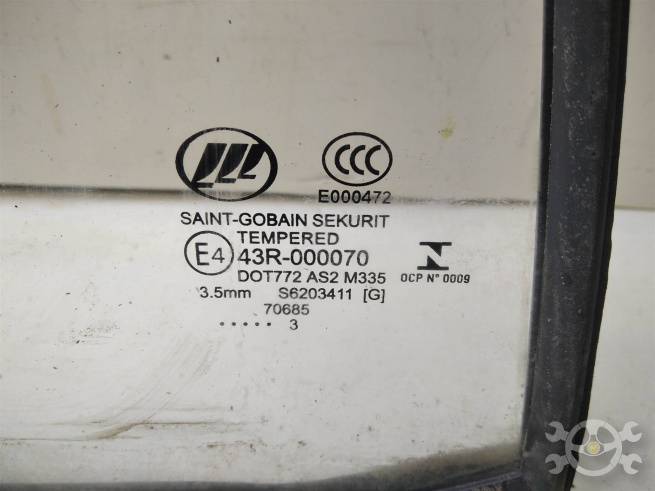 CCC
E000472
SAINT-GOBAIN SEKURIT
TEMPERED
E4 43R-000070
DOT772 AS2 M335
OCP N° 0009
3.5mm S6203411 [G]
70685
..... 3